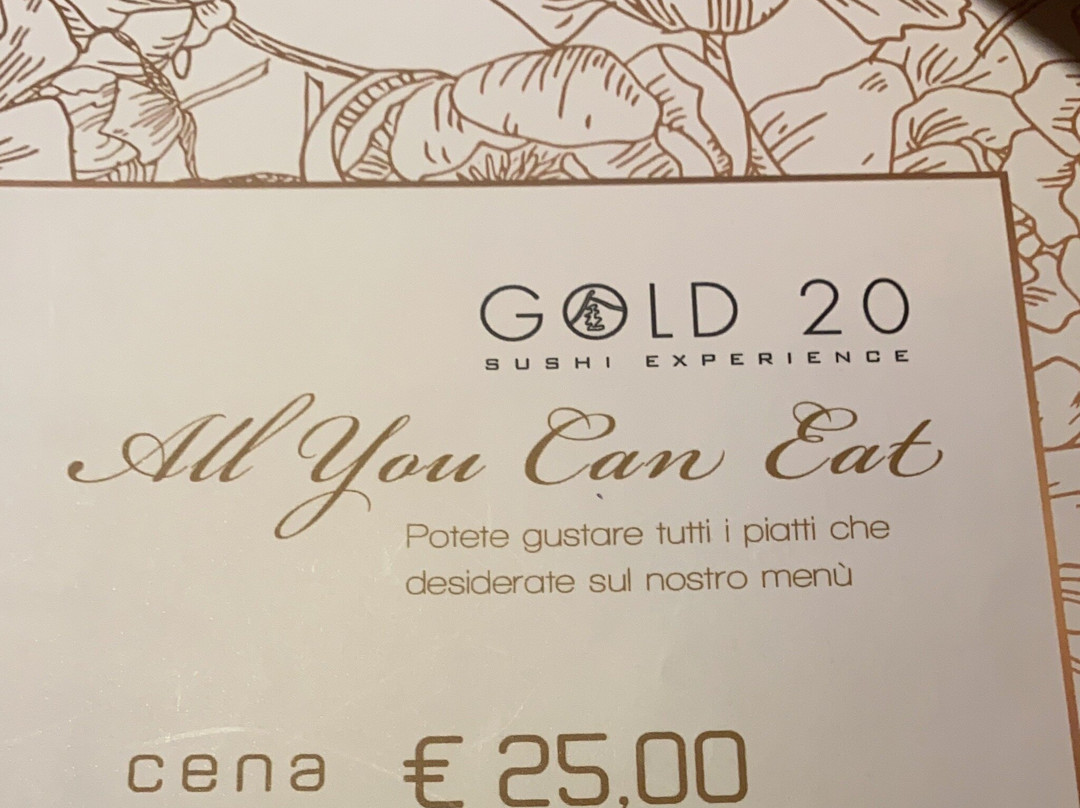 GOLD 20
SUSHI EXPERIENCE
All You Can Eat
Potete gustare tutti i piatti che
desiderate sul nostro menù
cena € 25,00